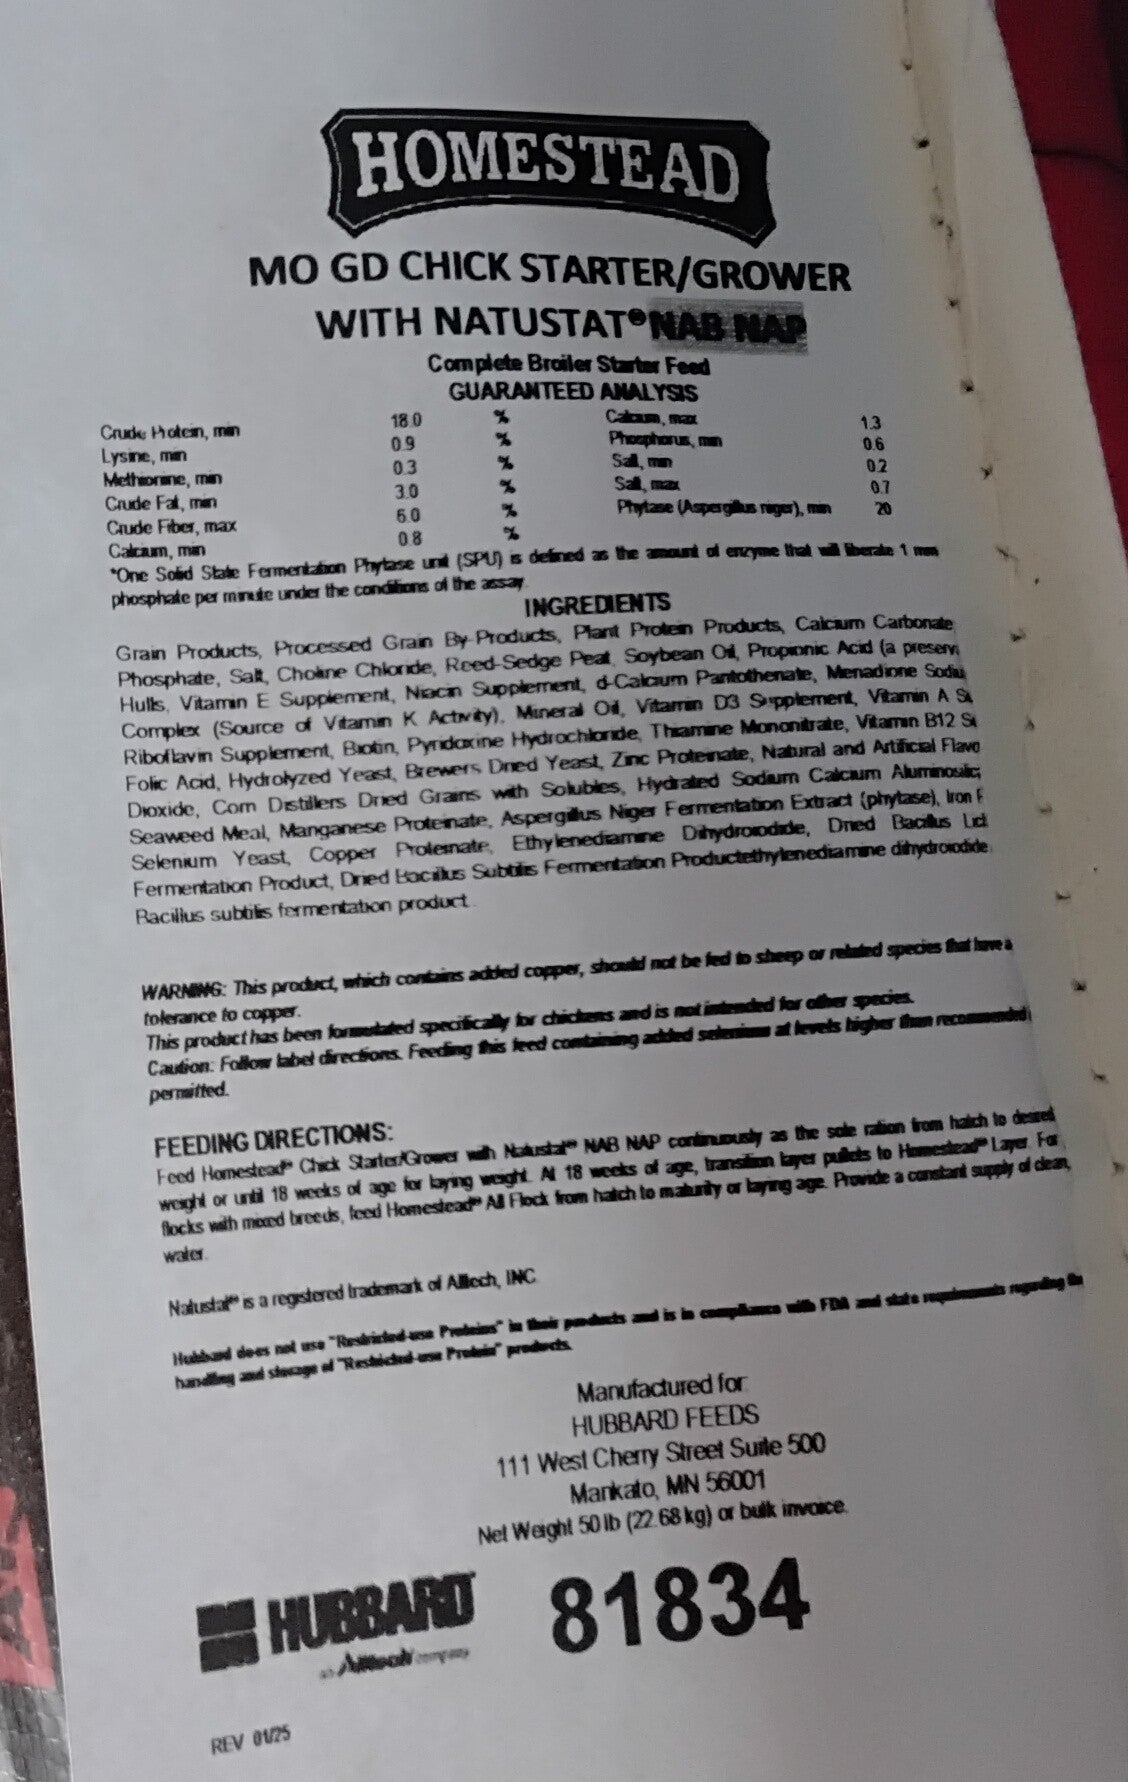 HOMESTEAD
MO GD CHICK STARTER/GROWER
WITH NATUSTAT® NAB NAP
Complete Broiler Starter Feed
GUARANTEED ANALYSIS
Crude Protein, min 18.0 %
Lysine, min 0.9 %
Methionine, min 0.3 %
Crude Fat, min 3.0 %
Crude Fiber, max 6.0 %
Calcium, min 0.8 %
Calcium, max 1.3
Phosphorus, min 0.6
Salt, min 0.2
Salt, max 0.7
Phytase (Aspergillus niger), min 20
*One Solid State Fermentation Phytase unit (SPU) is defined as the amount of enzyme that will liberate 1 mm
phosphate per minute under the conditions of the assay.
INGREDIENTS
Grain Products, Processed Grain By-Products, Plant Protein Products, Calcium Carbonate
Phosphate, Salt, Choline Chloride, Reed-Sedge Peat, Soybean Oil, Propionic Acid (a preserv
Hulls, Vitamin E Supplement, Niacin Supplement, d-Calcium Pantothenate, Menadione Sodiu
Complex (Source of Vitamin K Activity), Mineral Oil, Vitamin D3 Supplement, Vitamin A Su
Riboflavin Supplement, Biotin, Pyridoxine Hydrochloride, Thiamine Mononitrate, Vitamin B12 S
Folic Acid, Hydrolyzed Yeast, Brewers Dried Yeast, Zinc Proteinate, Natural and Artificial Flavo
Dioxide, Corn Distillers Dried Grains with Solubles, Hydrated Sodium Calcium Aluminosilic
Seaweed Meal, Manganese Proteinate, Aspergillus Niger Fermentation Extract (phytase), Iron P
Selenium Yeast, Copper Proteinate, Ethylenediamine Dihydroiodide, Dried Bacillus Lich
Fermentation Product, Dried Bacillus Subtilis Fermentation Productethylenediamine dihydroiodide
Bacillus subtilis fermentation product.
WARNING: This product, which contains added copper, should not be fed to sheep or related species that have a
tolerance to copper.
This product has been formulated specifically for chickens and is not intended for other species.
Caution: Follow label directions. Feeding this feed containing added selenium at levels higher than recommended
permitted.
FEEDING DIRECTIONS:
Feed Homestead® Chick Starter/Grower with Natustat® NAB NAP continuously as the sole ration from hatch to desired
weight or until 18 weeks of age for laying weight. At 18 weeks of age, transition layer pullets to Homestead® Layer. For
flocks with mixed breeds, feed Homestead® All Flock from hatch to maturity or laying age. Provide a constant supply of clean,
water.
Natustat® is a registered trademark of Alltech, INC
Hubbard does not use "Restricted-use Proteins" in their products and is in compliance with FDA and state requirements regarding the
handling and storage of "Restricted-use Protein" products.
Manufactured for:
HUBBARD FEEDS
111 West Cherry Street Suite 500
Mankato, MN 56001
Net Weight 50 lb (22.68 kg) or bulk invoice.
HUBBARD 81834
an Alltech company
REV 01/25